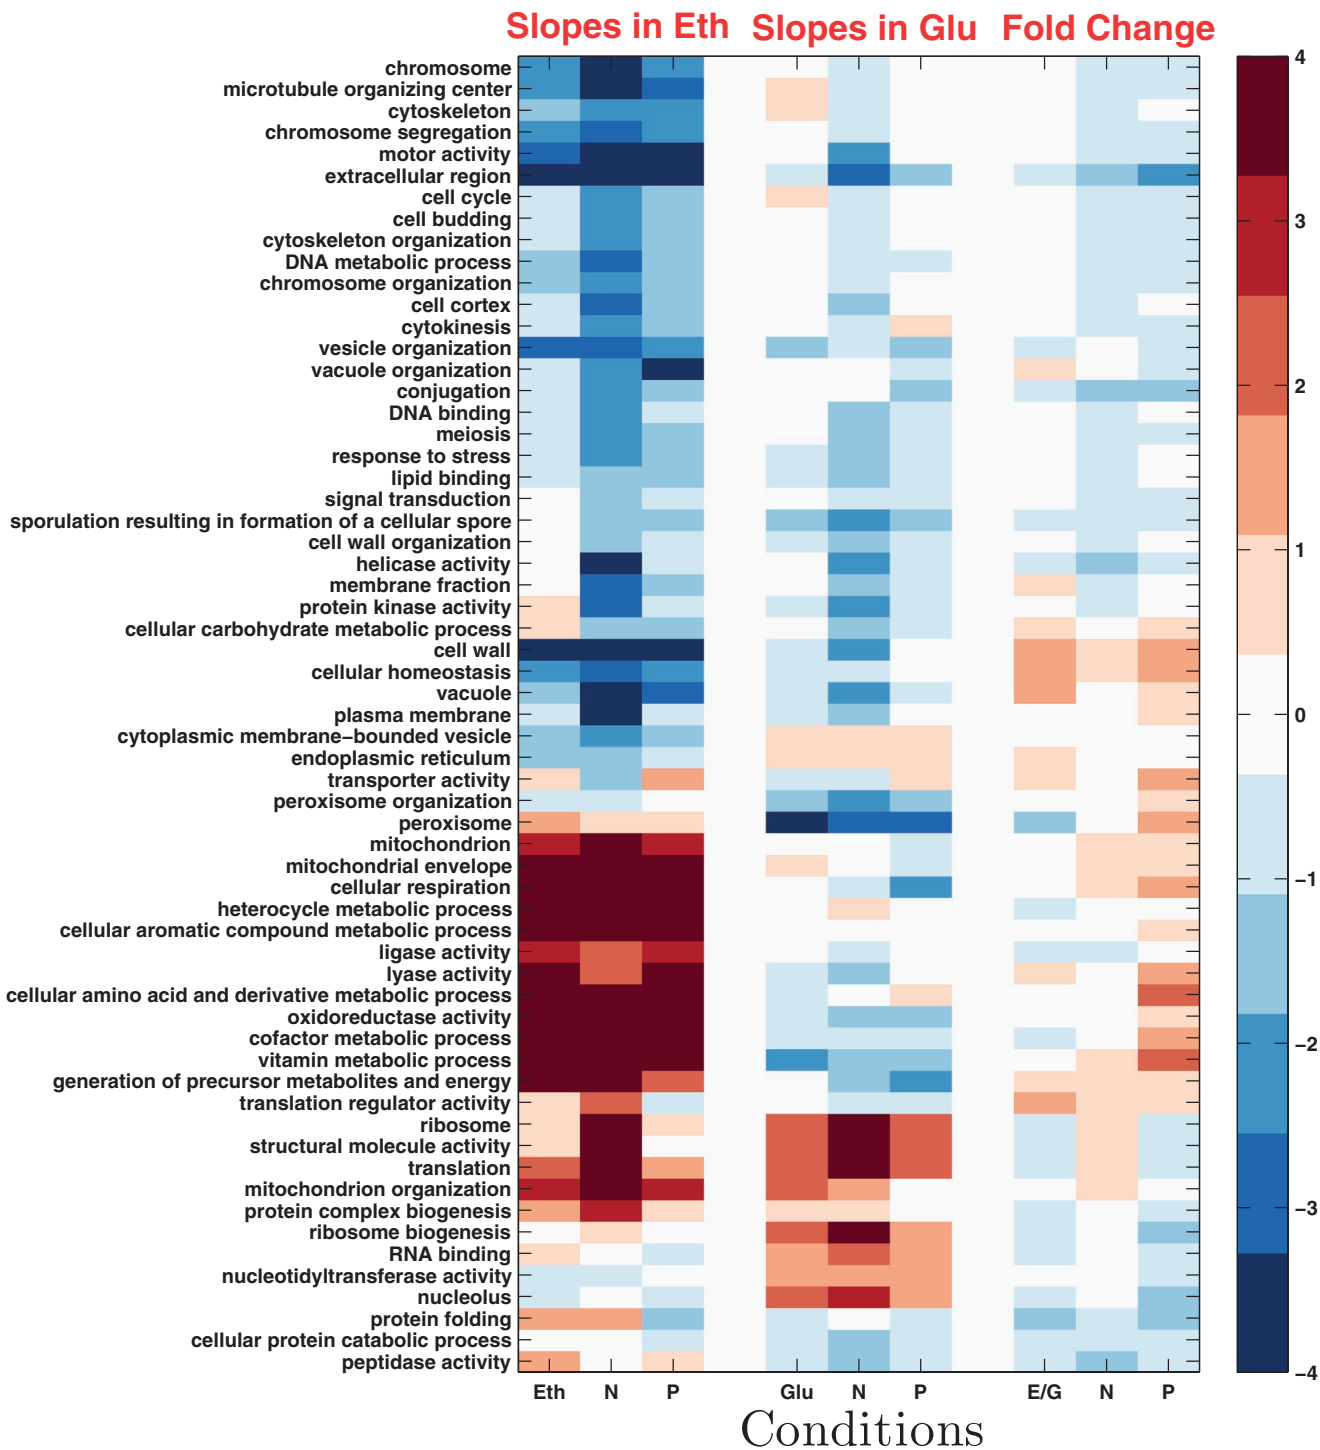 Slopes in Eth Slopes in Glu Fold Change
chromosome
microtubule organizing center
cytoskeleton
chromosome segregation
motor activity
extracellular region
cell cycle
cell budding
cytoskeleton organization
DNA metabolic process
chromosome organization
cell cortex
cytokinesis
vesicle organization
vacuole organization
conjugation
DNA binding
meiosis
response to stress
lipid binding
signal transduction
sporulation resulting in formation of a cellular spore
cell wall organization
helicase activity
membrane fraction
protein kinase activity
cellular carbohydrate metabolic process
cell wall
cellular homeostasis
vacuole
plasma membrane
cytoplasmic membrane−bounded vesicle
endoplasmic reticulum
transporter activity
peroxisome organization
peroxisome
mitochondrion
mitochondrial envelope
cellular respiration
heterocycle metabolic process
cellular aromatic compound metabolic process
ligase activity
lyase activity
cellular amino acid and derivative metabolic process
oxidoreductase activity
cofactor metabolic process
vitamin metabolic process
generation of precursor metabolites and energy
translation regulator activity
ribosome
structural molecule activity
translation
mitochondrion organization
protein complex biogenesis
ribosome biogenesis
RNA binding
nucleotidyltransferase activity
nucleolus
protein folding
cellular protein catabolic process
peptidase activity
Eth N P Glu N P E/G N P
Conditions
4
3
2
1
0
−1
−2
−3
−4